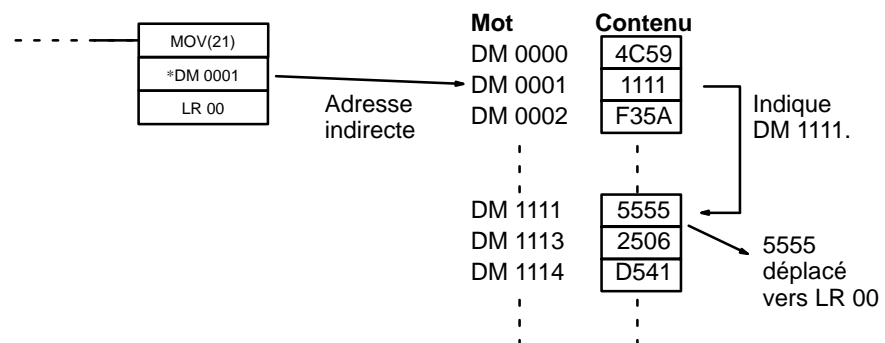 MOV(21)
*DM 0001
LR 00
Adresse
indirecte
Mot Contenu
DM 0000 4C59
DM 0001 1111
DM 0002 F35A
Indique
DM 1111.
DM 1111 5555
DM 1113 2506
DM 1114 D541
5555
déplacé
vers LR 00